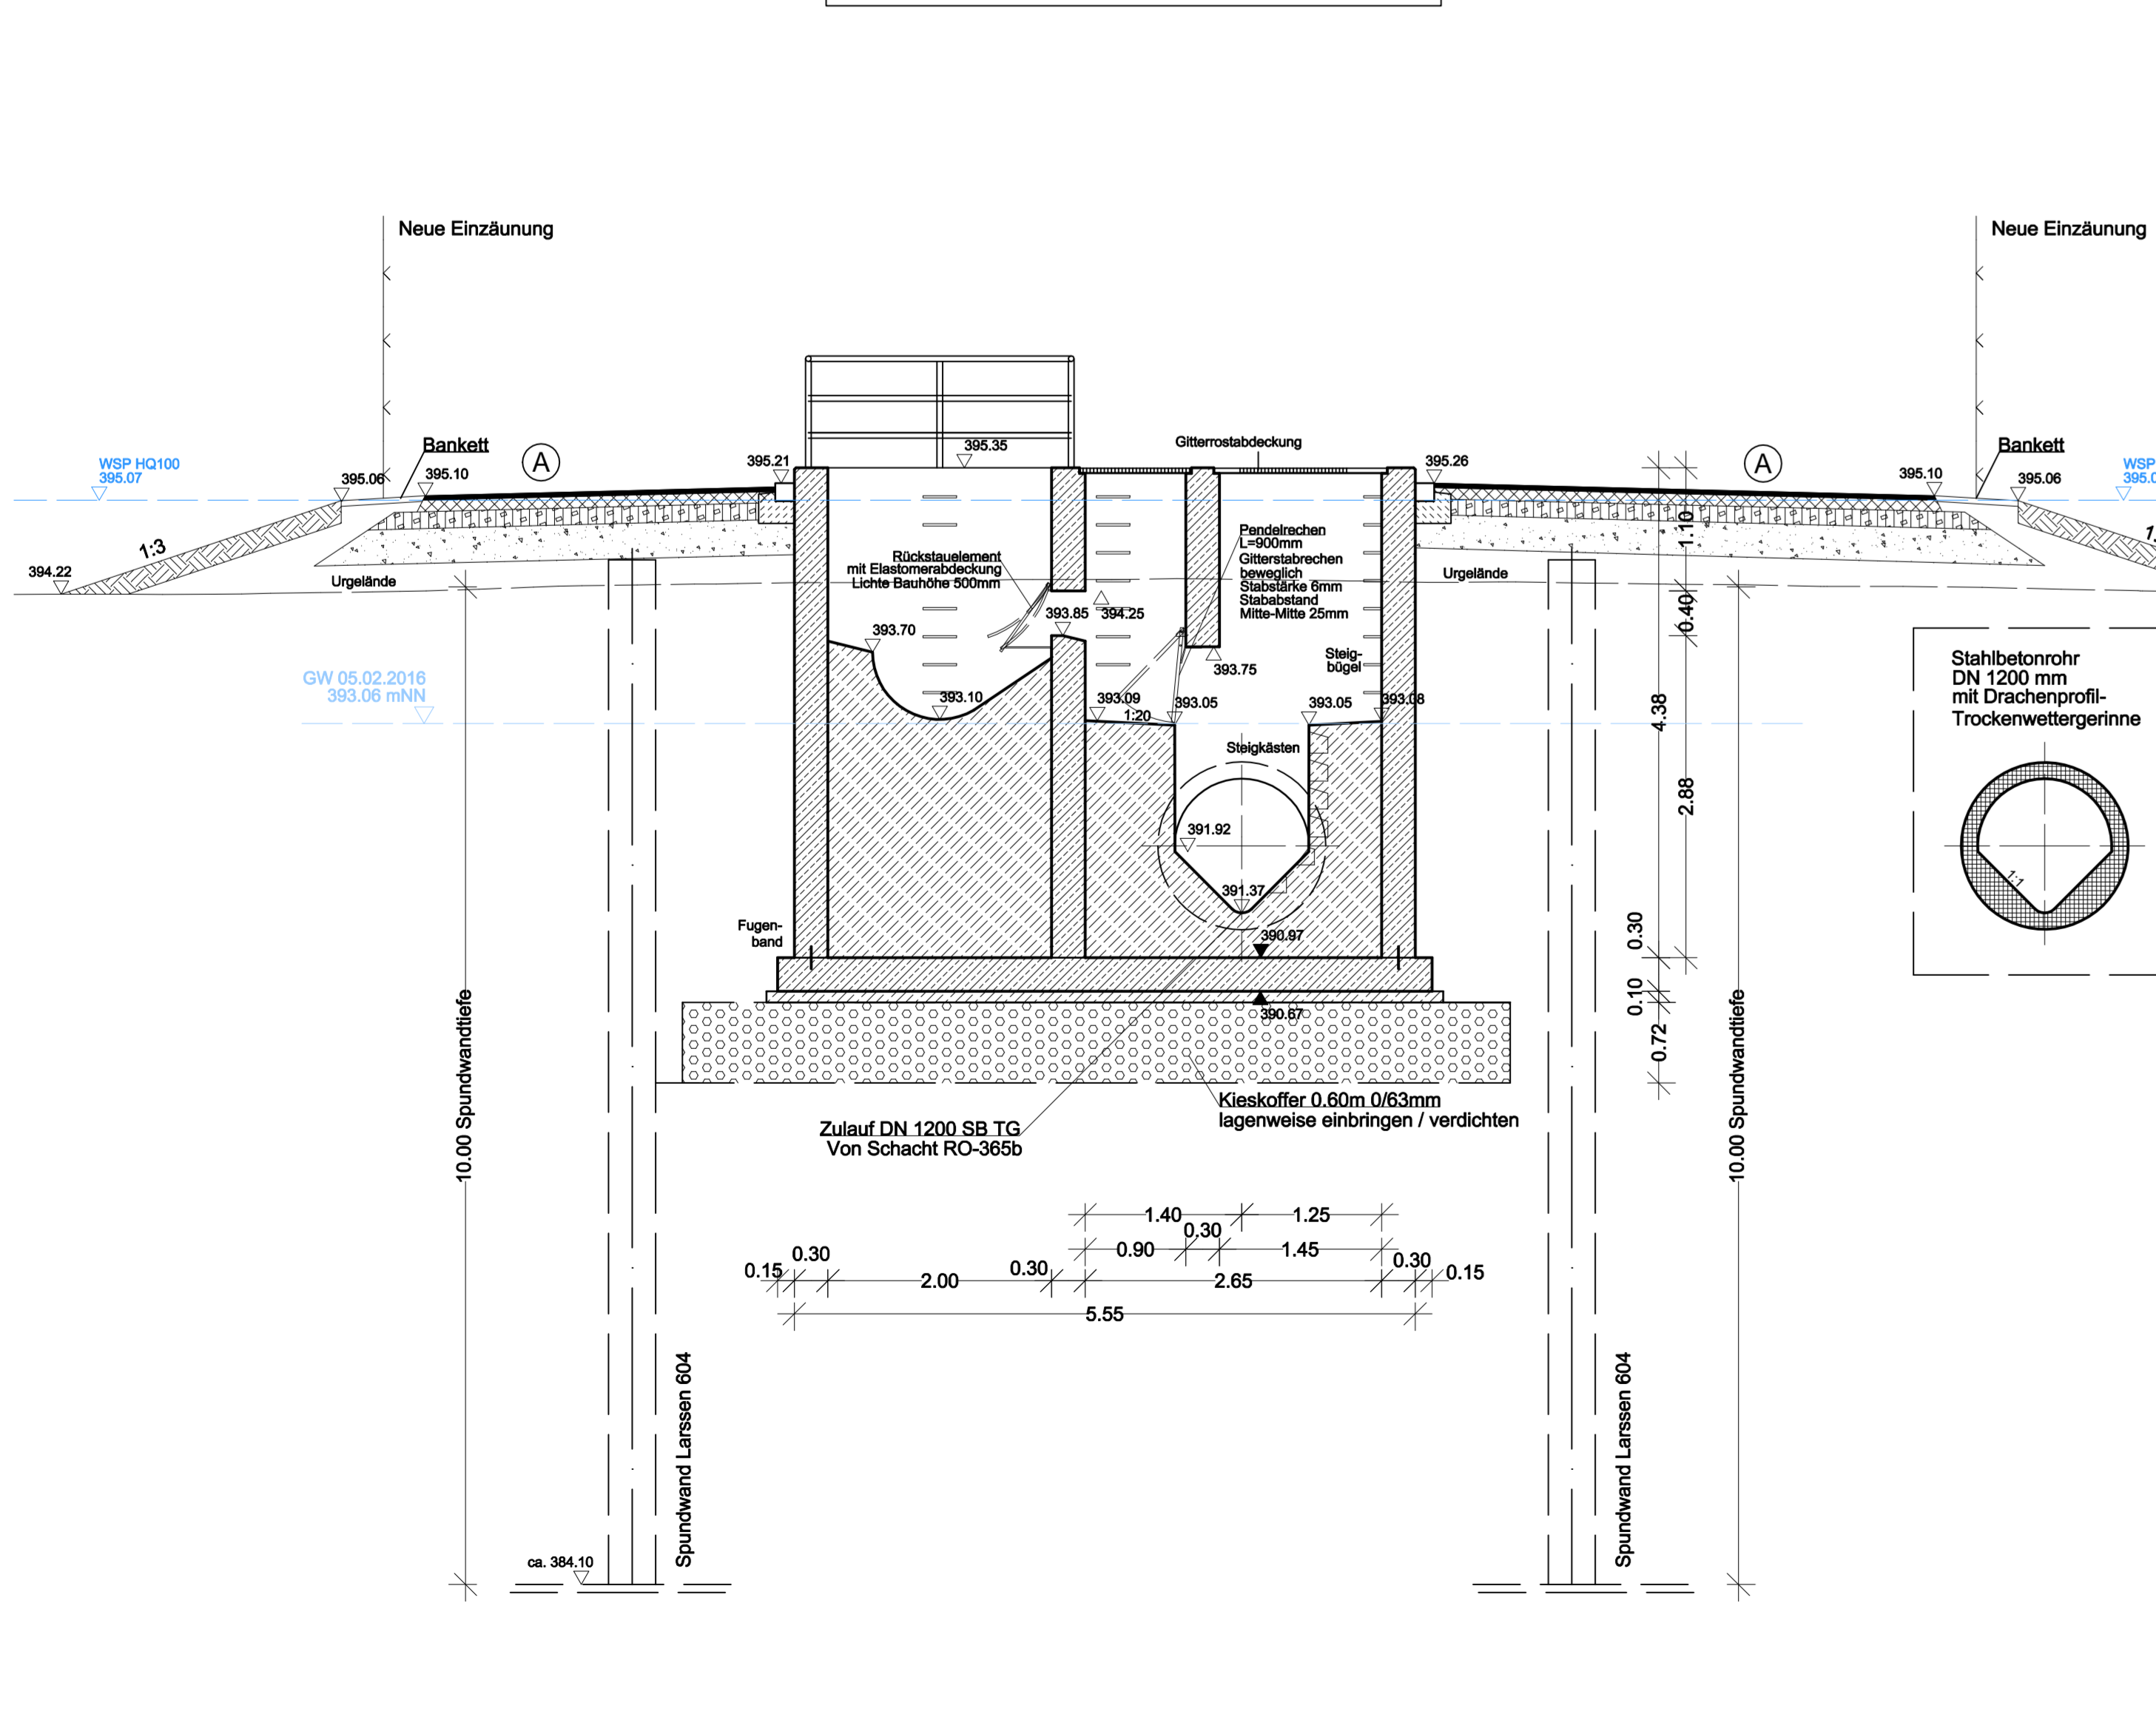 Neue Einzäunung
Neue Einzäunung
Bankett
A
395.35
Gitterrostabdeckung
A
Bankett
WSP HQ100
395.07
395.06
395.10
395.21
395.26
395.10
395.06
WSP
1:3
394.22
Urgelände
Rückstauelement
mit Elastomerabdeckung
Lichte Bauhöhe 500mm
Pendelrechen
L=900mm
Gitterstabrechen
beweglich
Stabstärke 6mm
Stababstand
Mitte-Mitte 25mm
Urgelände
1.10
0.40
393.85
394.25
393.70
393.75
Steig-
bügel
GW 05.02.2016
393.06 mNN
393.10
393.09
1:20
393.05
393.05
393.08
4.38
2.88
Stahlbetonrohr
DN 1200 mm
mit Drachenprofil-
Trockenwettergerinne
1:1
Steigkästen
391.92
391.37
Fugen-
band
390.97
390.67
0.30
0.10
0.72
10.00 Spundwandtiefe
10.00 Spundwandtiefe
Kieskoffer 0.60m 0/63mm
lagenweise einbringen / verdichten
Zulauf DN 1200 SB TG
Von Schacht RO-365b
1.40
1.25
0.30
0.90
1.45
0.15
0.30
2.00
0.30
2.65
0.30
0.15
5.55
Spundwand Larssen 604
Spundwand Larssen 604
ca. 384.10